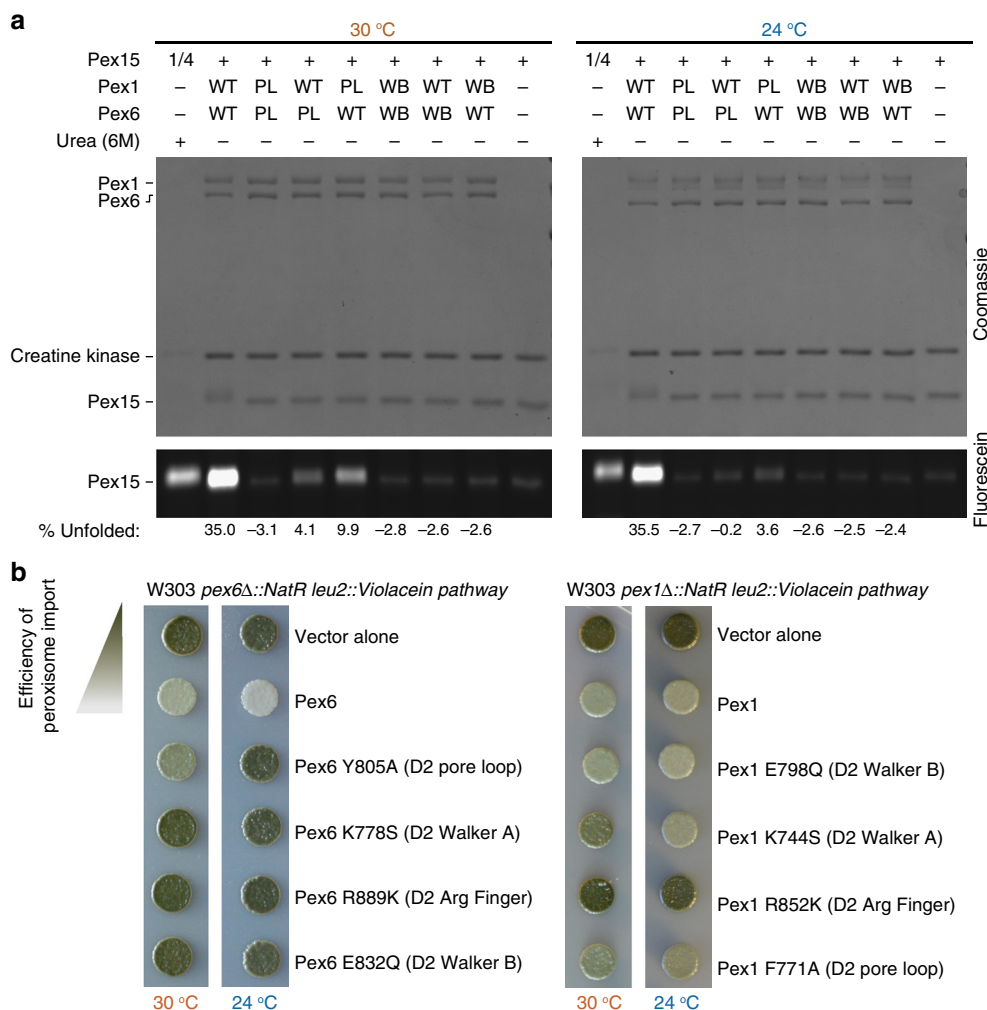 a
30 °C
24 °C
Pex15 1/4 + + + + + + + + 1/4 + + + + + + + +
Pex1 – WT PL WT PL WB WT WB – – WT PL WT PL WB WT WB –
Pex6 – WT PL PL WT WB WB WT – – WT PL PL WT WB WB WT –
Urea (6M) + – – – – – – – – + – – – – – – – –
Pex1 –
Pex6
Coomassie
Creatine kinase –
Pex15 –
Pex15 –
Fluorescein
% Unfolded: 35.0 –3.1 4.1 9.9 –2.8 –2.6 –2.6 35.5 –2.7 –0.2 3.6 –2.6 –2.5 –2.4
b
Efficiency of
peroxisome import
W303 pex6Δ::NatR leu2::Violacein pathway
Vector alone
Pex6
Pex6 Y805A (D2 pore loop)
Pex6 K778S (D2 Walker A)
Pex6 R889K (D2 Arg Finger)
Pex6 E832Q (D2 Walker B)
30 °C 24 °C
W303 pex1Δ::NatR leu2::Violacein pathway
Vector alone
Pex1
Pex1 E798Q (D2 Walker B)
Pex1 K744S (D2 Walker A)
Pex1 R852K (D2 Arg Finger)
Pex1 F771A (D2 pore loop)
30 °C 24 °C